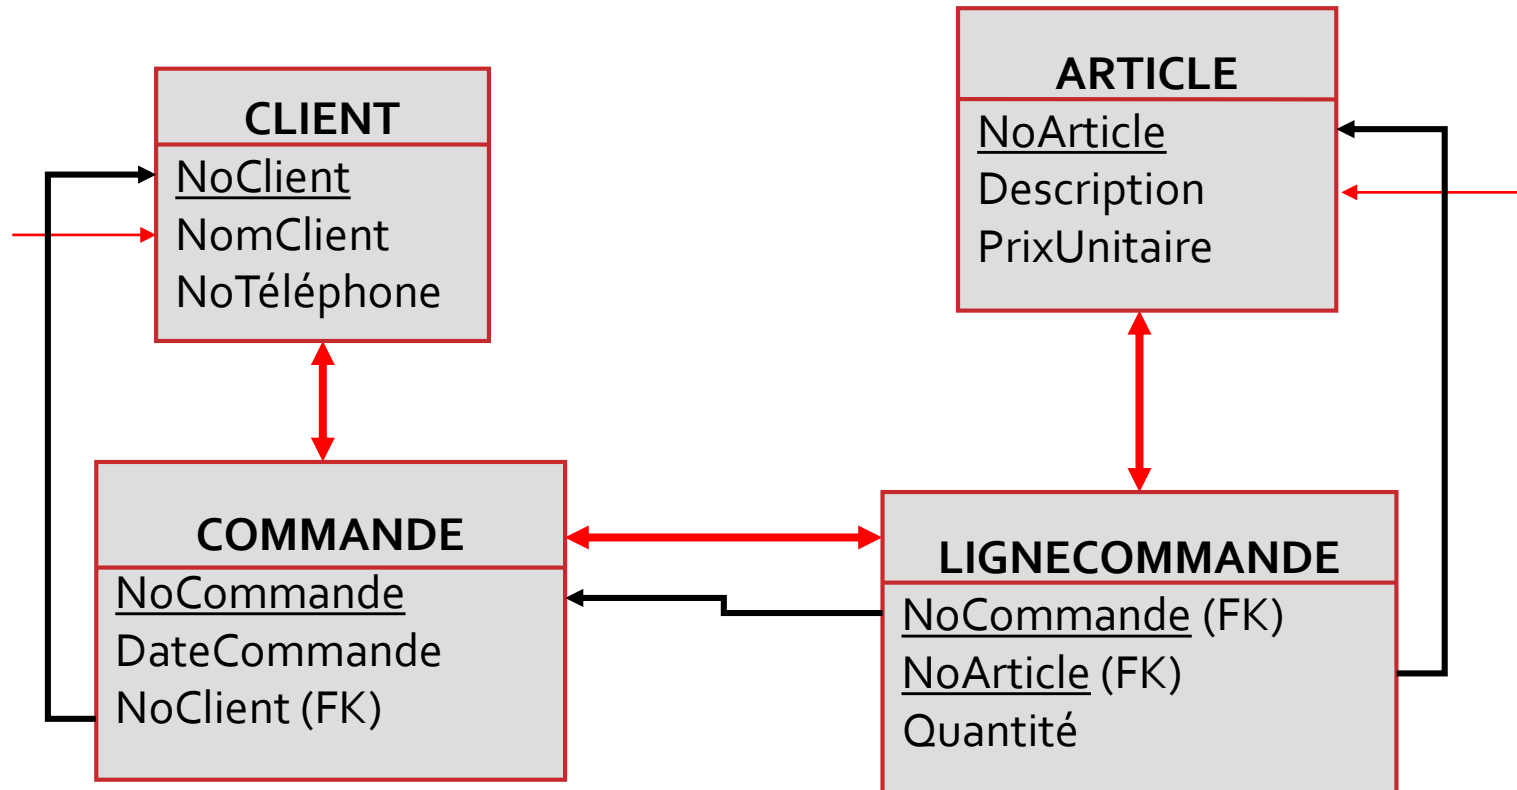 CLIENT
NoClient
NomClient
NoTéléphone
ARTICLE
NoArticle
Description
PrixUnitaire
COMMANDE
NoCommande
DateCommande
NoClient (FK)
LIGNECOMMANDE
NoCommande (FK)
NoArticle (FK)
Quantité